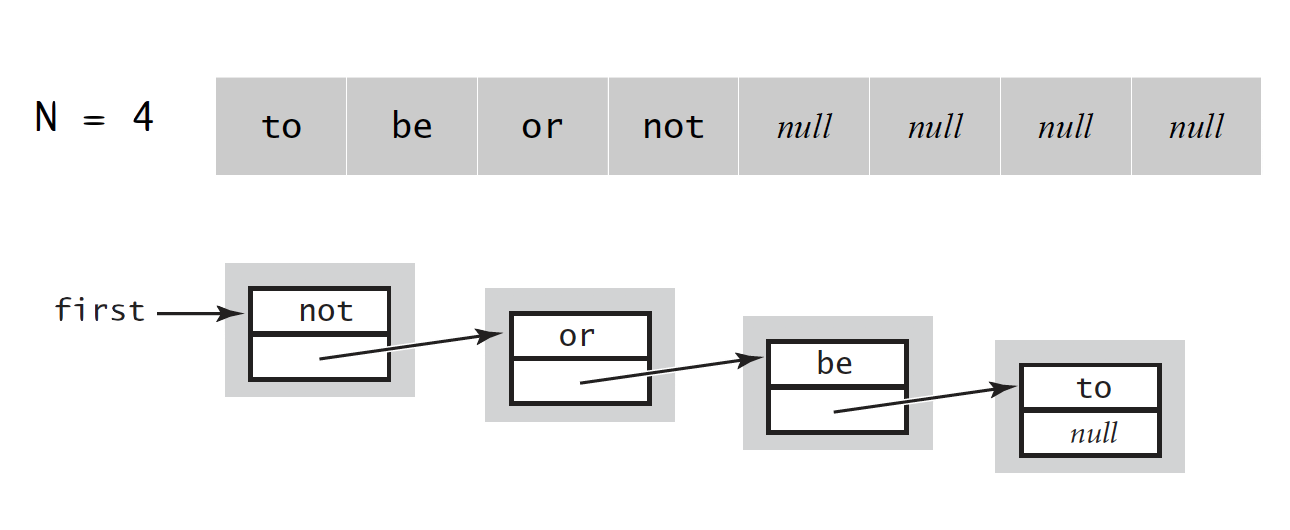 N = 4 to be or not null null null null
first not
or
be
to
null